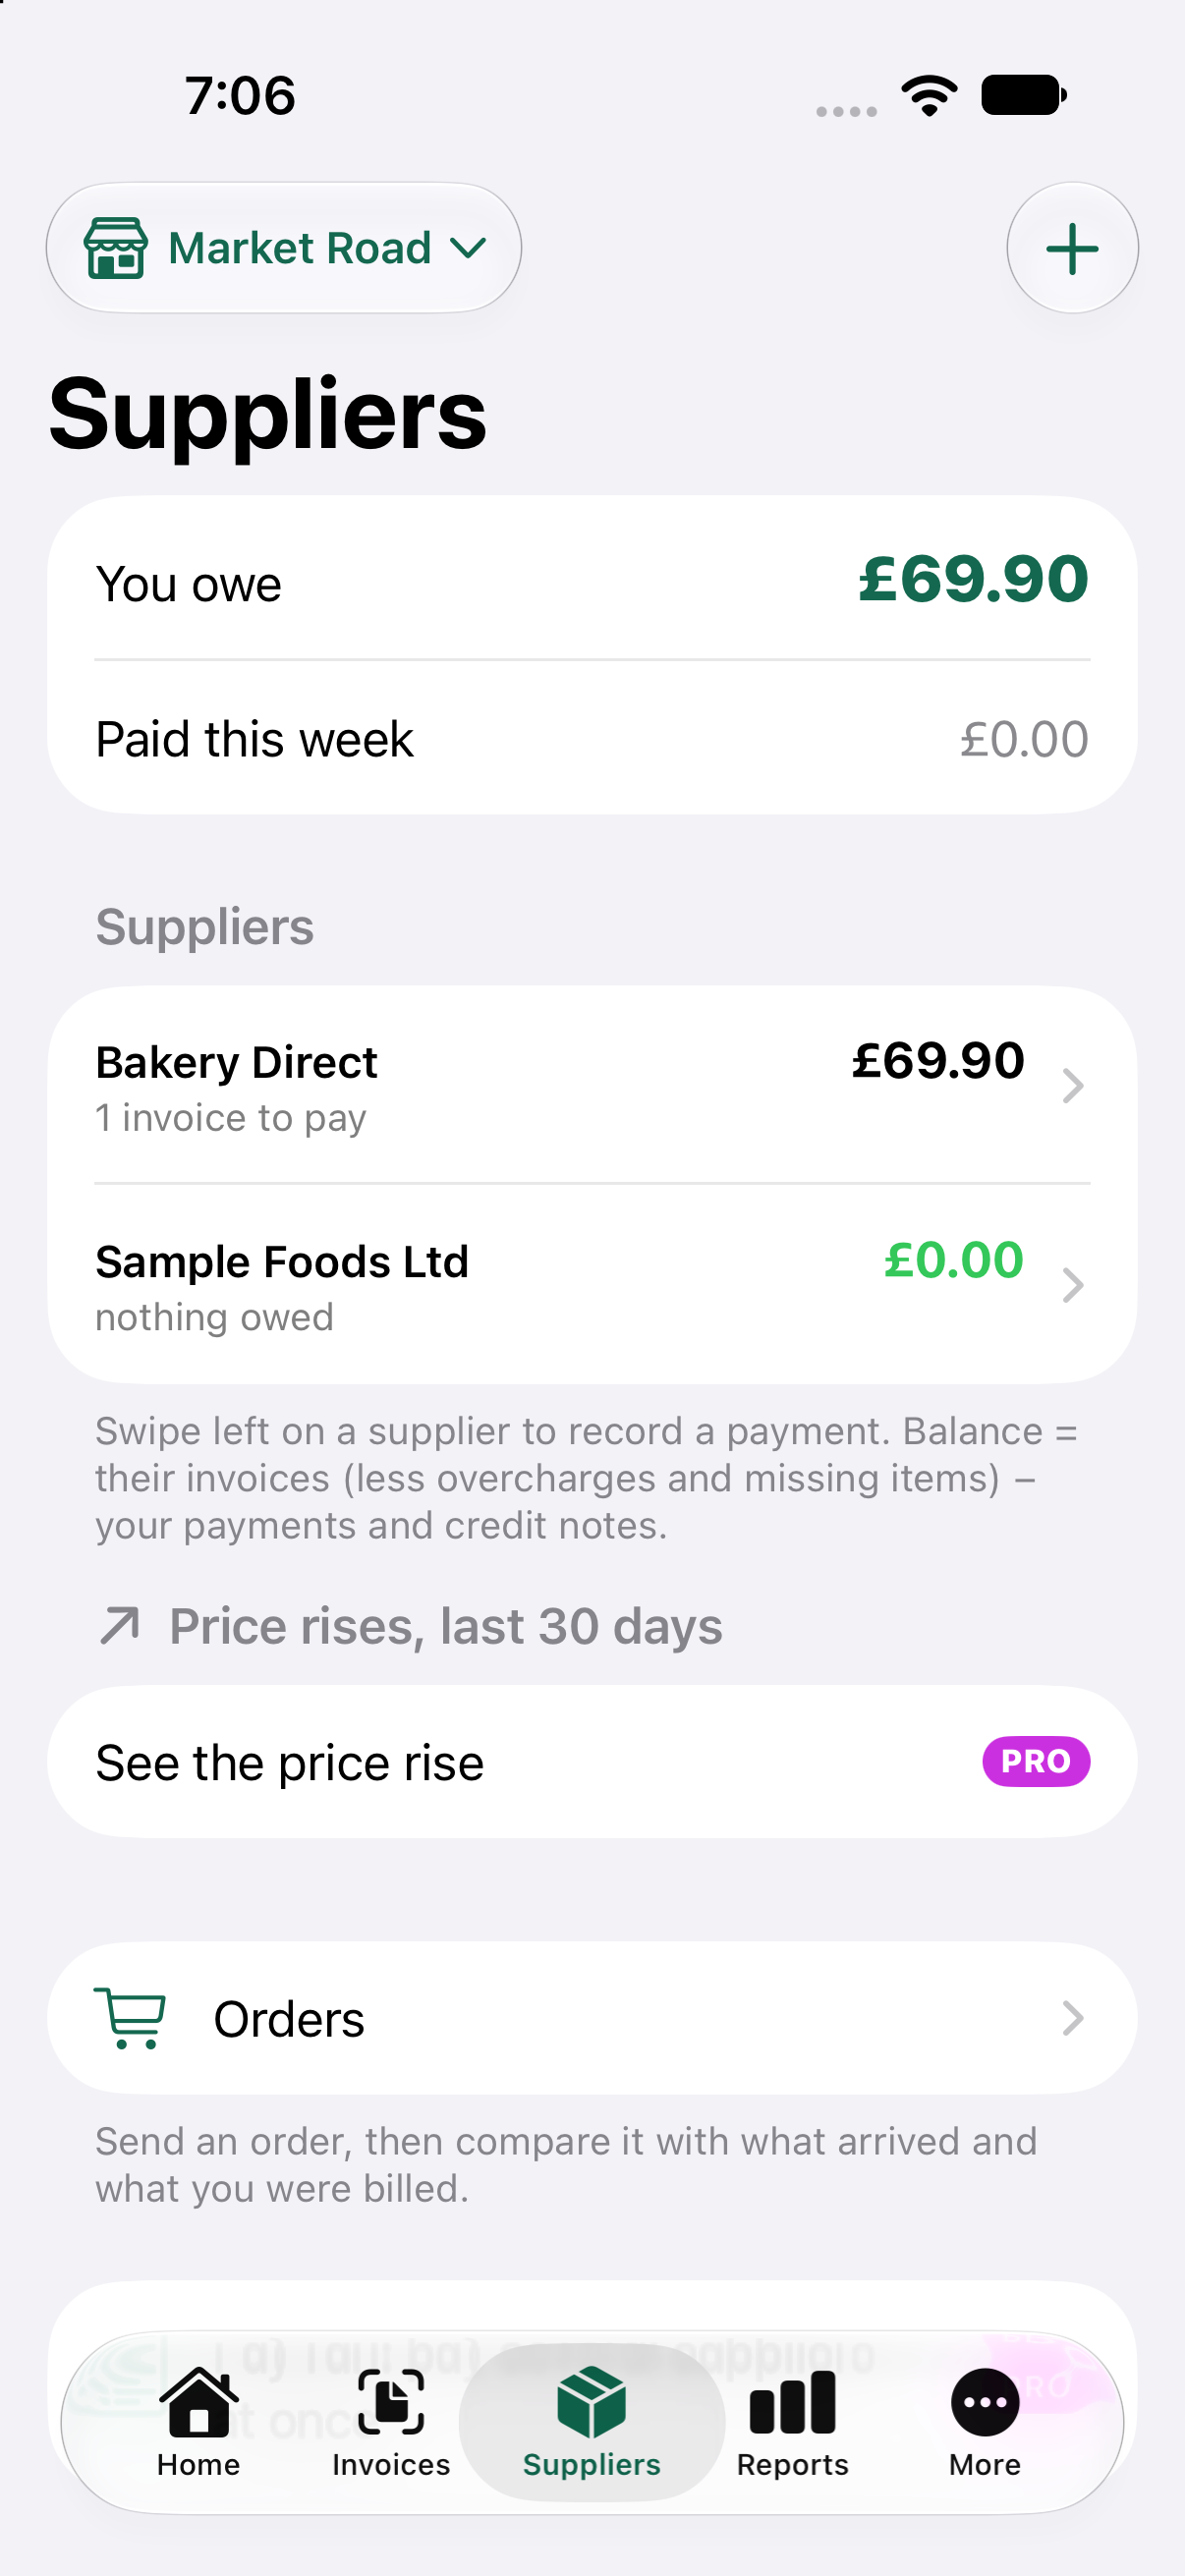 7:06
Market Road
Suppliers
You owe £69.90
Paid this week £0.00
Suppliers
Bakery Direct £69.90
1 invoice to pay
Sample Foods Ltd £0.00
nothing owed
Swipe left on a supplier to record a payment. Balance =
their invoices (less overcharges and missing items) –
your payments and credit notes.
Price rises, last 30 days
See the price rise PRO
Orders
Send an order, then compare it with what arrived and
what you were billed.
Home Invoices Suppliers Reports More